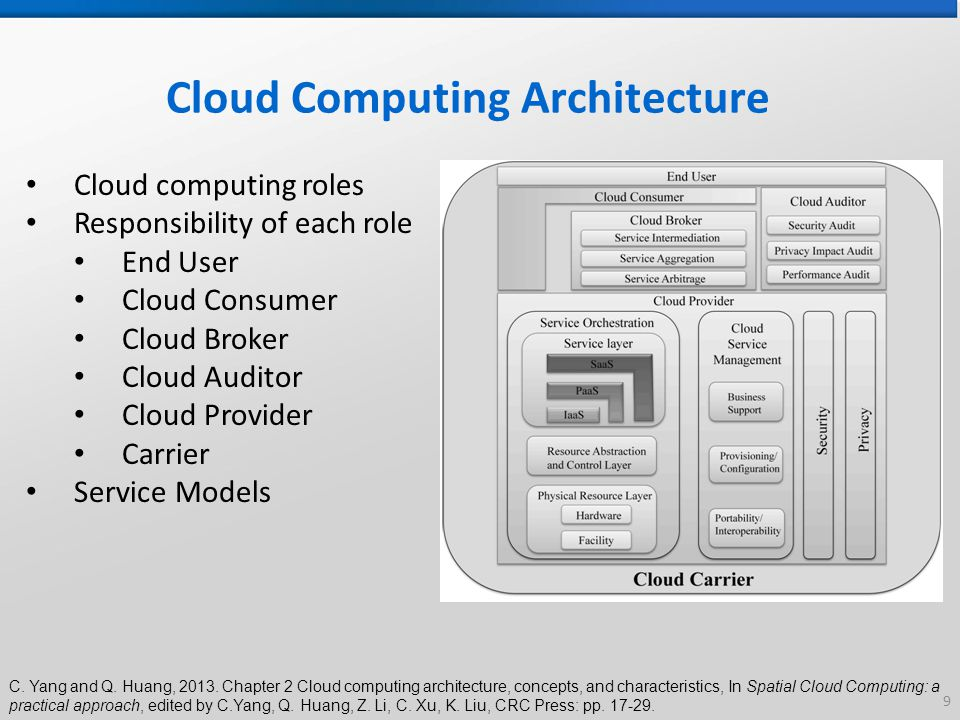 Cloud Computing Architecture
• Cloud computing roles
• Responsibility of each role
• End User
• Cloud Consumer
• Cloud Broker
• Cloud Auditor
• Cloud Provider
• Carrier
• Service Models
End User
Cloud Consumer
Cloud Broker
Service Intermediation
Service Aggregation
Service Arbitrage
Cloud Auditor
Security Audit
Privacy Impact Audit
Performance Audit
Cloud Provider
Service Orchestration
Service layer
SaaS
PaaS
IaaS
Resource Abstraction
and Control Layer
Physical Resource Layer
Hardware
Facility
Cloud
Service
Management
Business
Support
Provisioning/
Configuration
Portability/
Interoperability
Security
Privacy
Cloud Carrier
C. Yang and Q. Huang, 2013. Chapter 2 Cloud computing architecture, concepts, and characteristics, In Spatial Cloud Computing: a
practical approach, edited by C.Yang, Q. Huang, Z. Li, C. Xu, K. Liu, CRC Press: pp. 17-29.
9